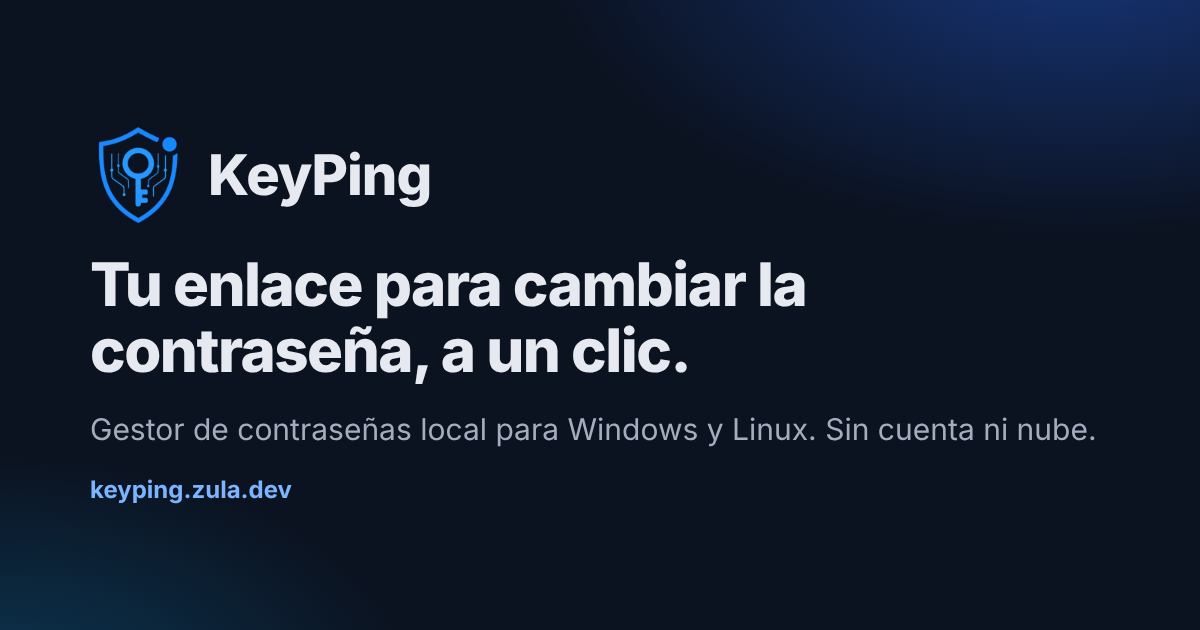 KeyPing
Tu enlace para cambiar la
contraseña, a un clic.
Gestor de contraseñas local para Windows y Linux. Sin cuenta ni nube.
keyping.zula.dev